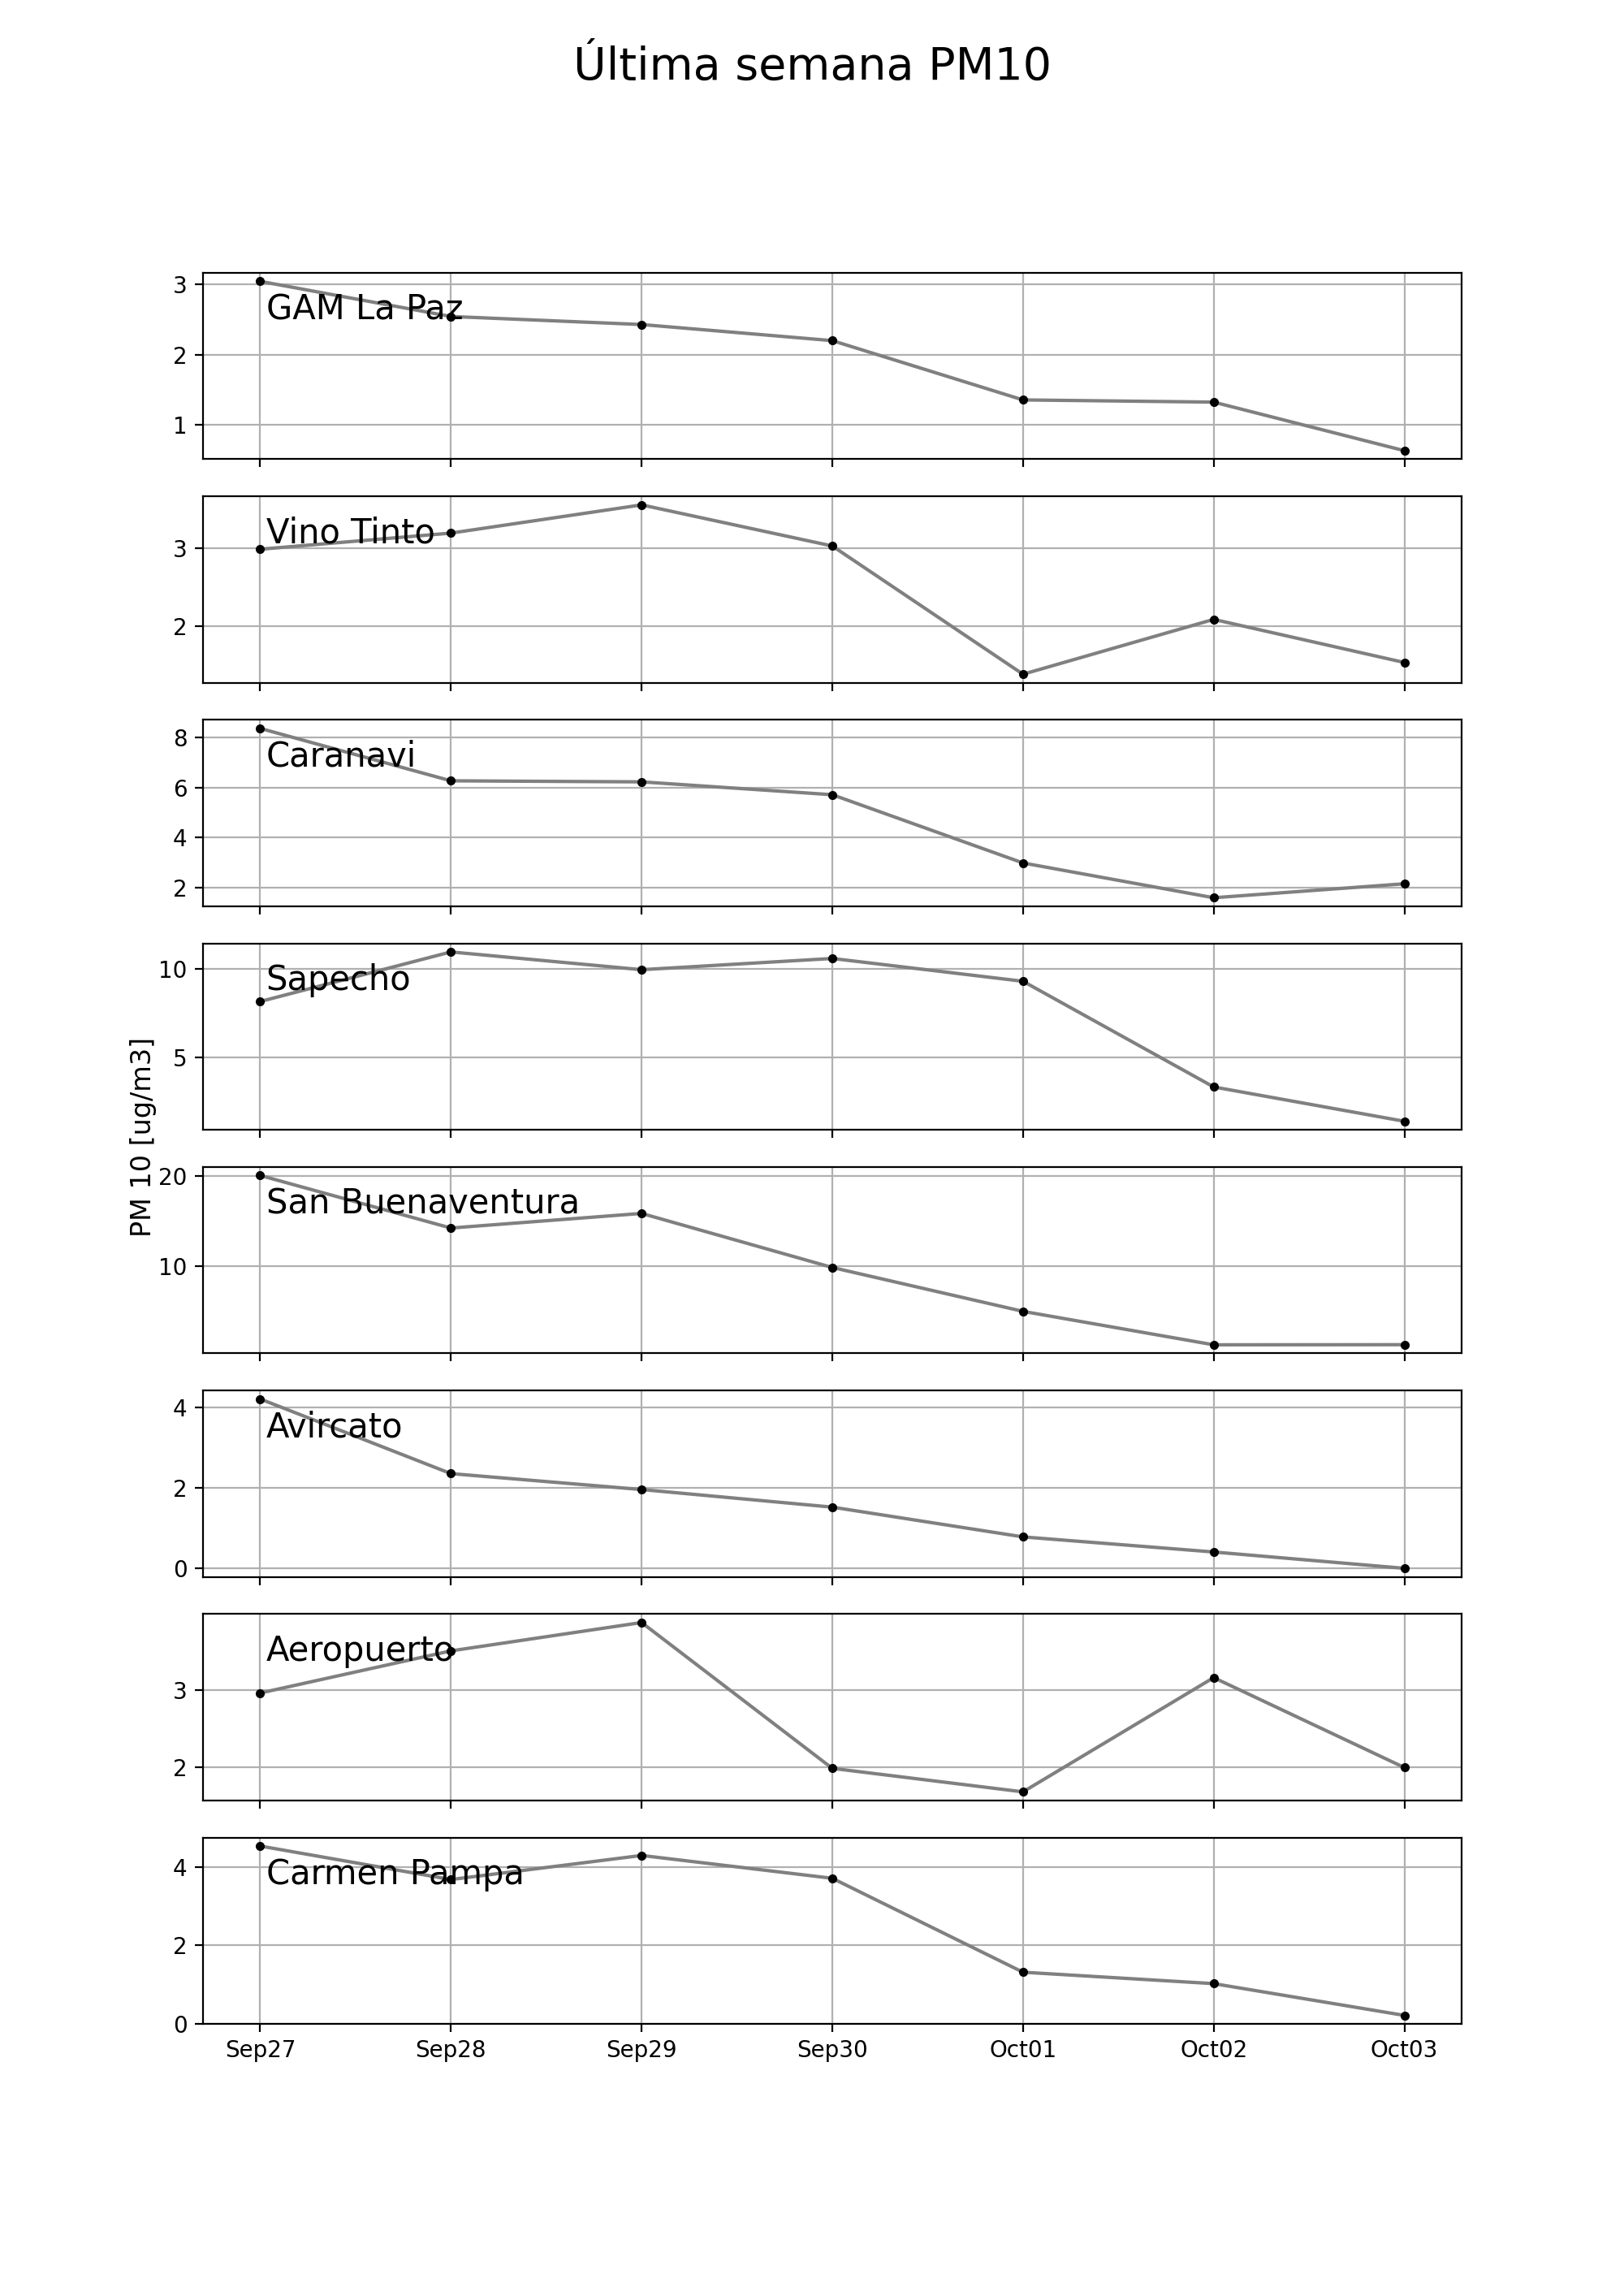 Última semana PM10
3
GAM La Paz
2
1
Vino Tinto
3
2
8
Caranavi
6
4
2
10
Sapecho
5
PM 10 [ug/m3]
20
San Buenaventura
10
4
Avircato
2
0
Aeropuerto
3
2
4
Carmen Pampa
2
0
Sep27 Sep28 Sep29 Sep30 Oct01 Oct02 Oct03